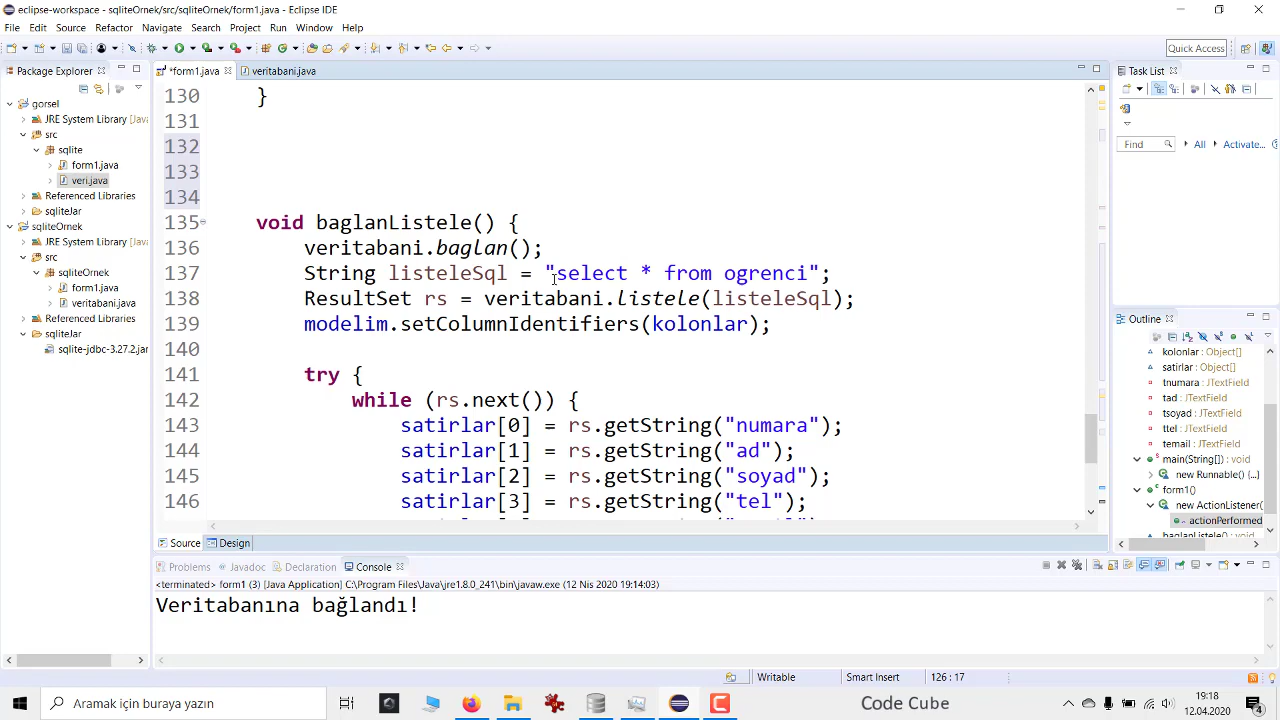 eclipse-workspace - sqliteOrnek/src/sqliteOrnek/form1.java - Eclipse IDE
File Edit Source Refactor Navigate Search Project Run Window Help
Quick Access
Package Explorer
*form1.java
veritabani.java
Task List
gorsel
JRE System Library [Java
src
sqlite
form1.java
veri.java
Referenced Libraries
sqliteJar
sqliteOrnek
JRE System Library [Java
src
sqliteOrnek
form1.java
veritabani.java
Referenced Libraries
sqliteJar
sqlite-jdbc-3.27.2.jar
130 }
131
132
133
134
135 void baglanListele() {
136 veritabani.baglan();
137 String listeleSql = "select * from ogrenci";
138 ResultSet rs = veritabani.listele(listeleSql);
139 modelim.setColumnIdentifiers(kolonlar);
140
141 try {
142 while (rs.next()) {
143 satirlar[0] = rs.getString("numara");
144 satirlar[1] = rs.getString("ad");
145 satirlar[2] = rs.getString("soyad");
146 satirlar[3] = rs.getString("tel");
Find All Activate...
Outline
kolonlar : Object[]
satirlar : Object[]
tnumara : JTextField
tad : JTextField
tsoyad : JTextField
ttel : JTextField
temail : JTextField
main(String[]) : void
new Runnable() {...}
form1()
new ActionListener()
actionPerformed
Source Design
Problems Javadoc Declaration Console
<terminated> form1 (3) [Java Application] C:\Program Files\Java\jre1.8.0_241\bin\javaw.exe (12 Nis 2020 19:14:03)
Veritabanına bağlandı!
Writable Smart Insert 126 : 17
Aramak için buraya yazın
Code Cube
19:18
12.04.2020
4